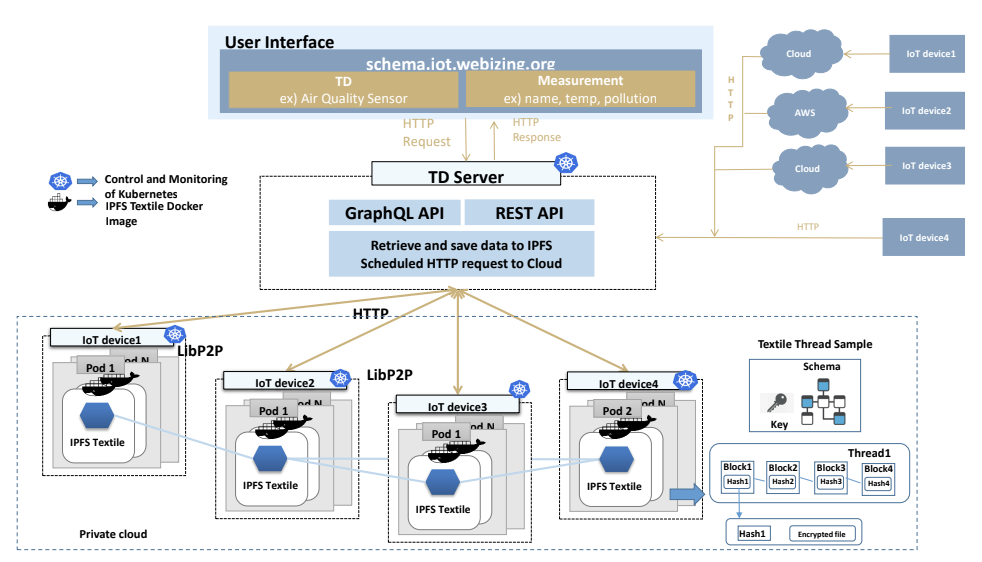 User Interface
schema.iot.webizing.org
TD
ex) Air Quality Sensor
Measurement
ex) name, temp, pollution
HTTP
Request
HTTP
Response
HTTP
Cloud
AWS
Cloud
IoT device1
IoT device2
IoT device3
IoT device4
HTTP
Control and Monitoring
of Kubernetes
IPFS Textile Docker
Image
TD Server
GraphQL API
REST API
Retrieve and save data to IPFS
Scheduled HTTP request to Cloud
HTTP
IoT device1
LibP2P
Pod N
Pod 1
IPFS Textile
IoT device2
LibP2P
Pod N
Pod 1
IPFS Textile
IoT device3
Pod N
Pod 1
IPFS Textile
IoT device4
Pod N
Pod 2
IPFS Textile
Textile Thread Sample
Schema
Key
Thread1
Block1
Hash1
Block2
Hash2
Block3
Hash3
Block4
Hash4
Hash1
Encrypted file
Private cloud